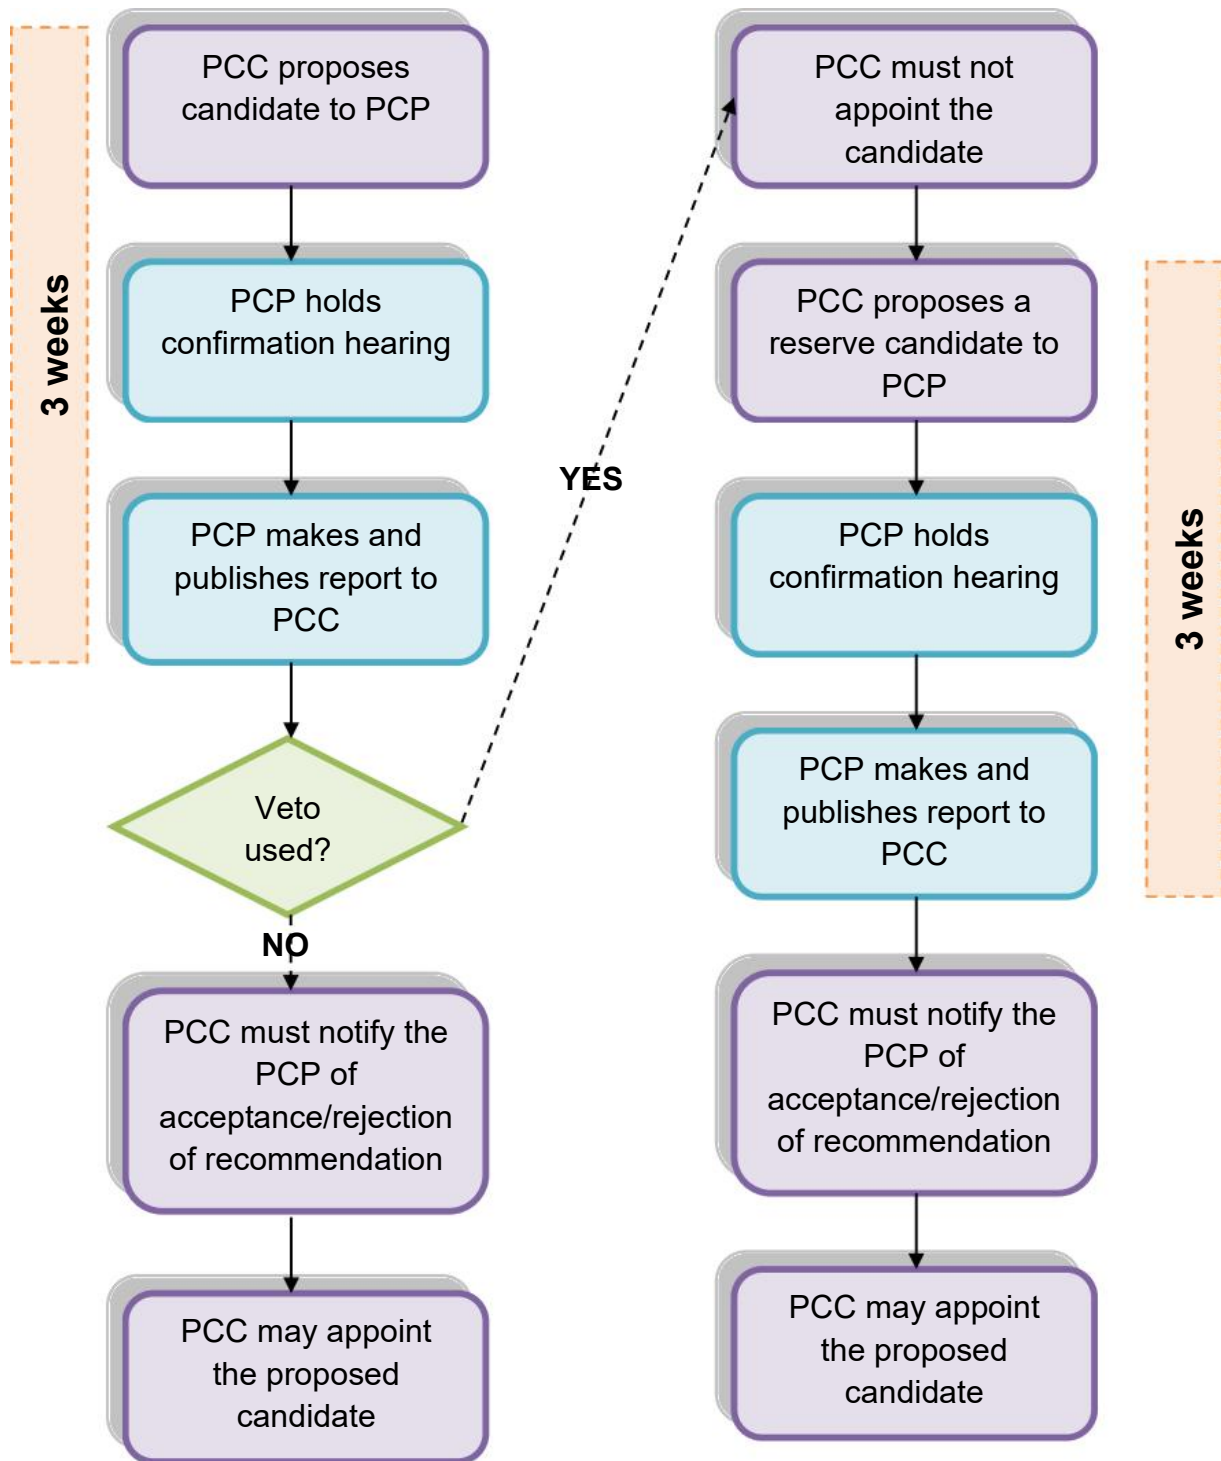 3 weeks
PCC proposes
candidate to PCP
PCP holds
confirmation hearing
PCP makes and
publishes report to
PCC
Veto
used?
YES
NO
PCC must notify the
PCP of
acceptance/rejection
of recommendation
PCC may appoint
the proposed
candidate
PCC must not
appoint the
candidate
PCC proposes a
reserve candidate to
PCP
PCP holds
confirmation hearing
PCP makes and
publishes report to
PCC
PCC must notify the
PCP of
acceptance/rejection
of recommendation
PCC may appoint
the proposed
candidate
3 weeks